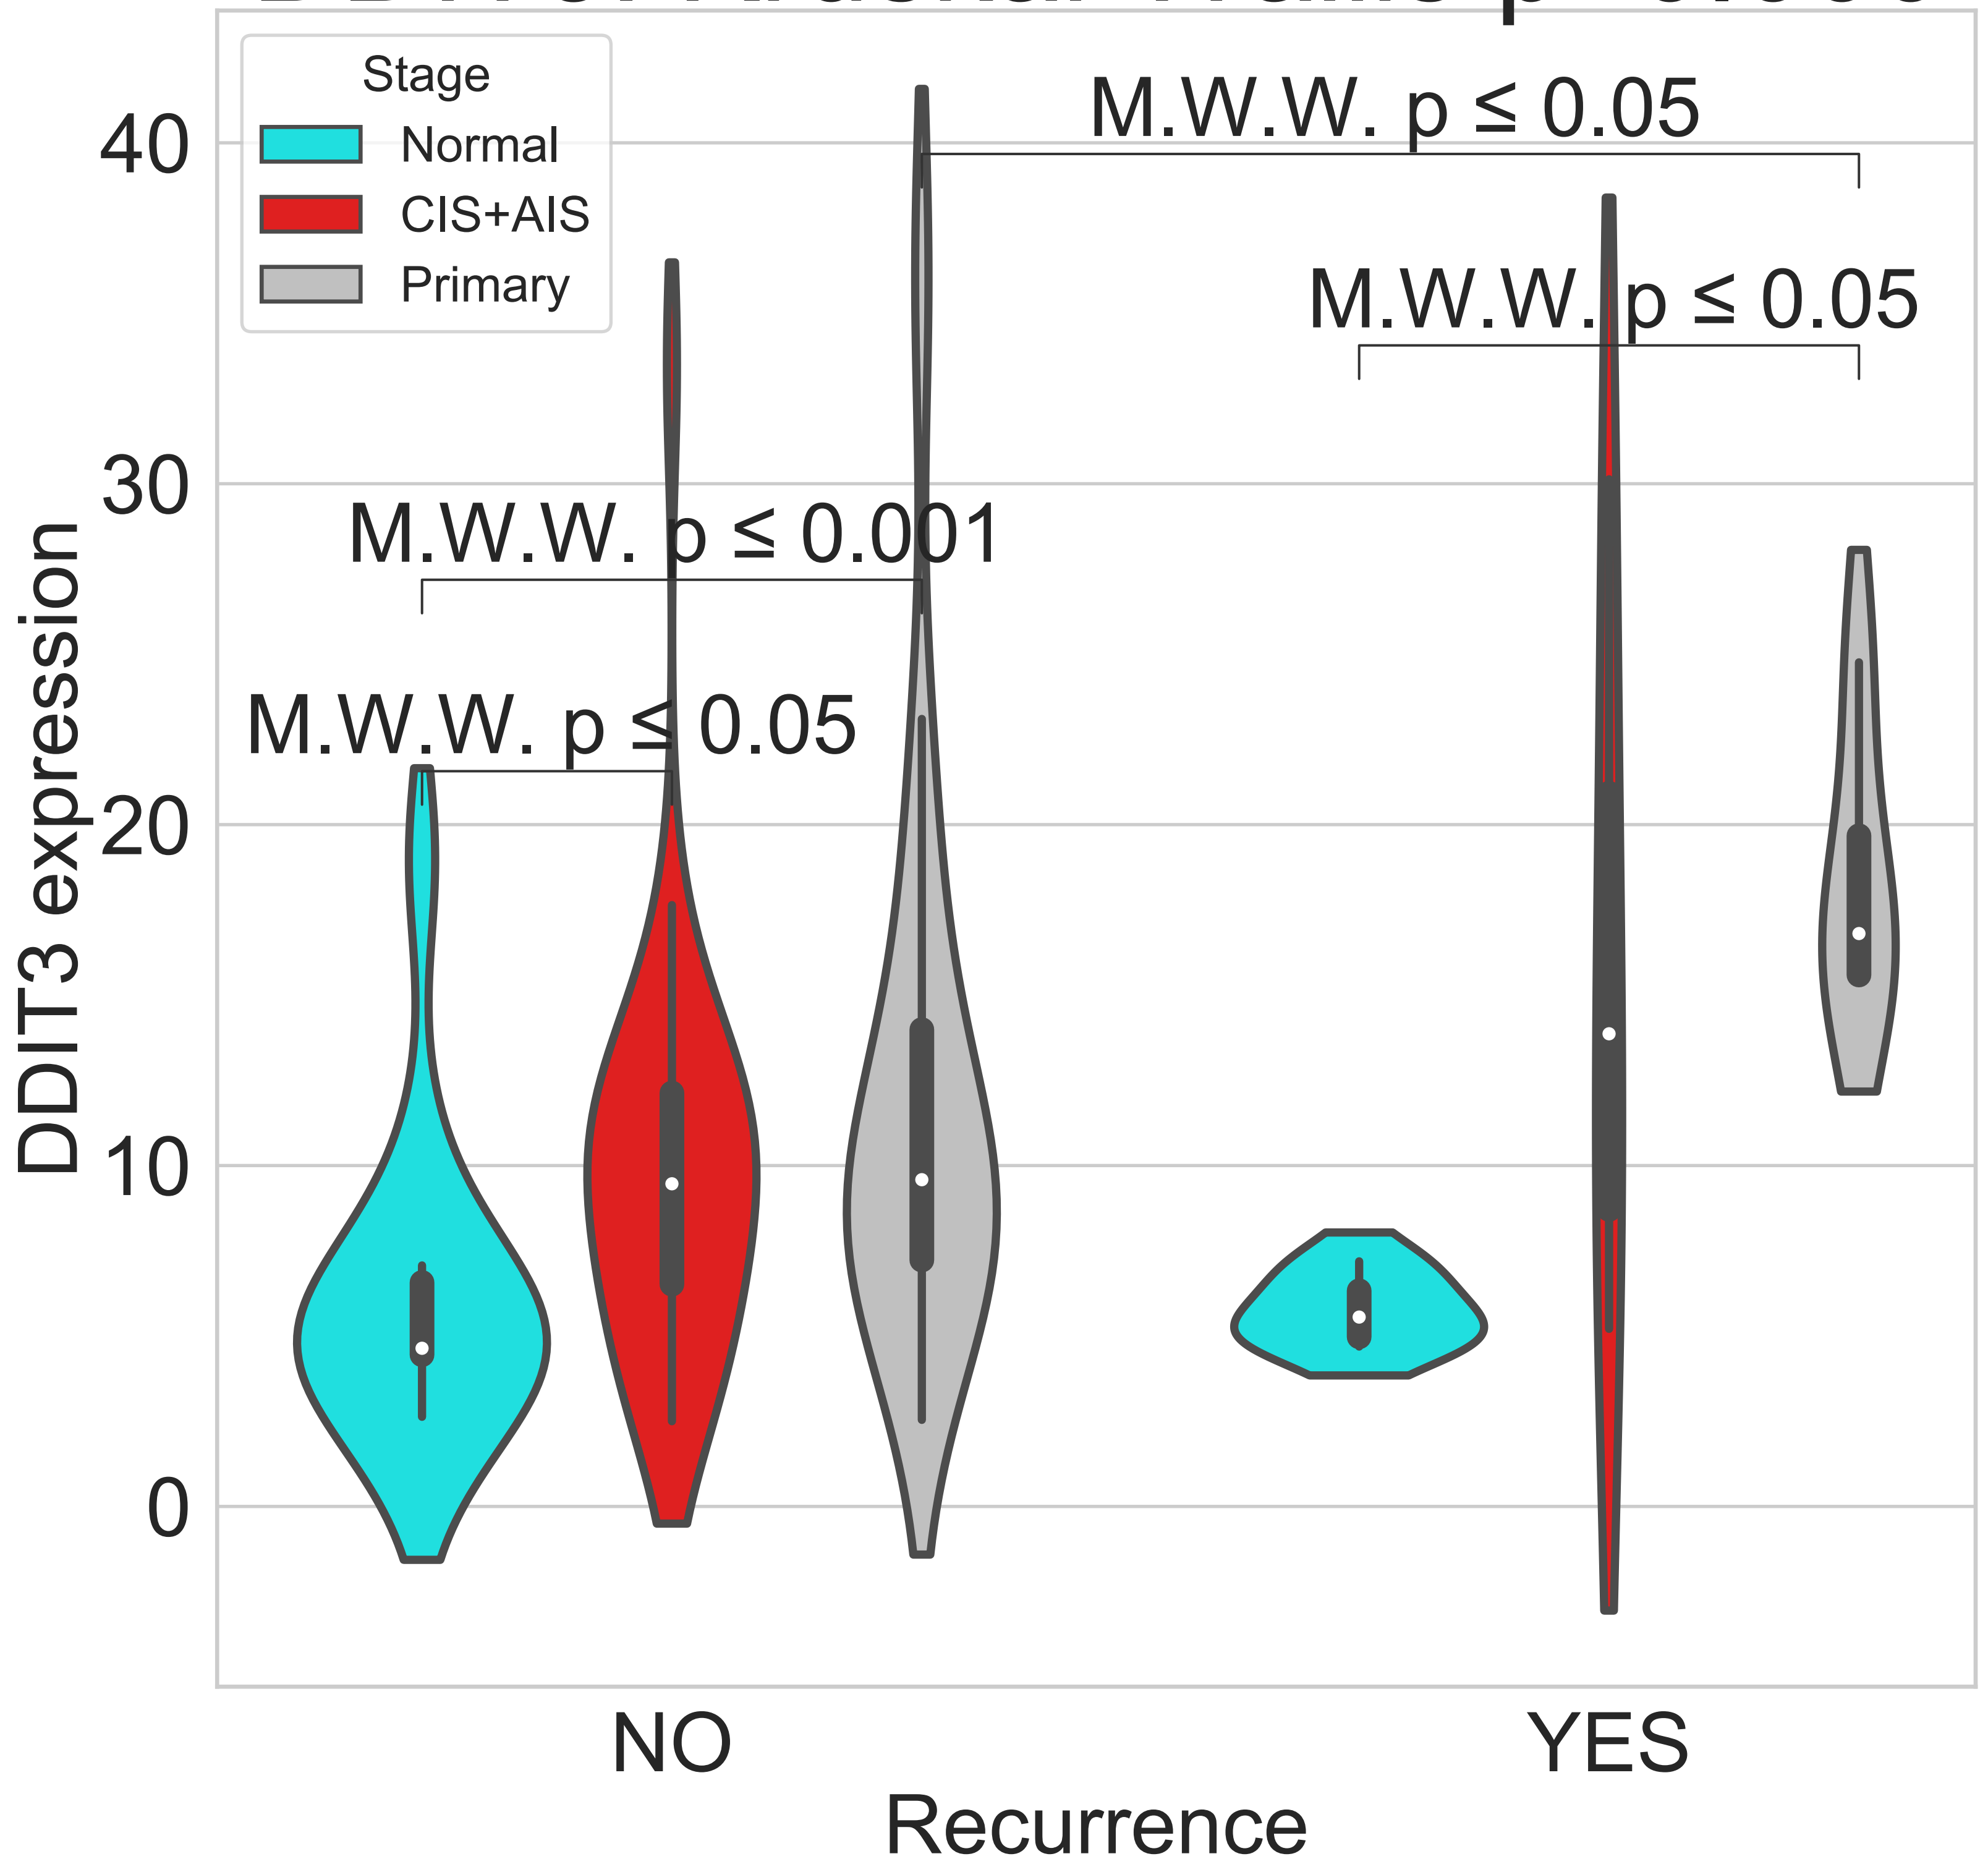 Stage
Normal
CIS+AIS
Primary
M.W.W. p ≤ 0.05
M.W.W. p ≤ 0.05
M.W.W. p ≤ 0.001
M.W.W. p ≤ 0.05
40
30
20
10
0
DDIT3 expression
NO
YES
Recurrence